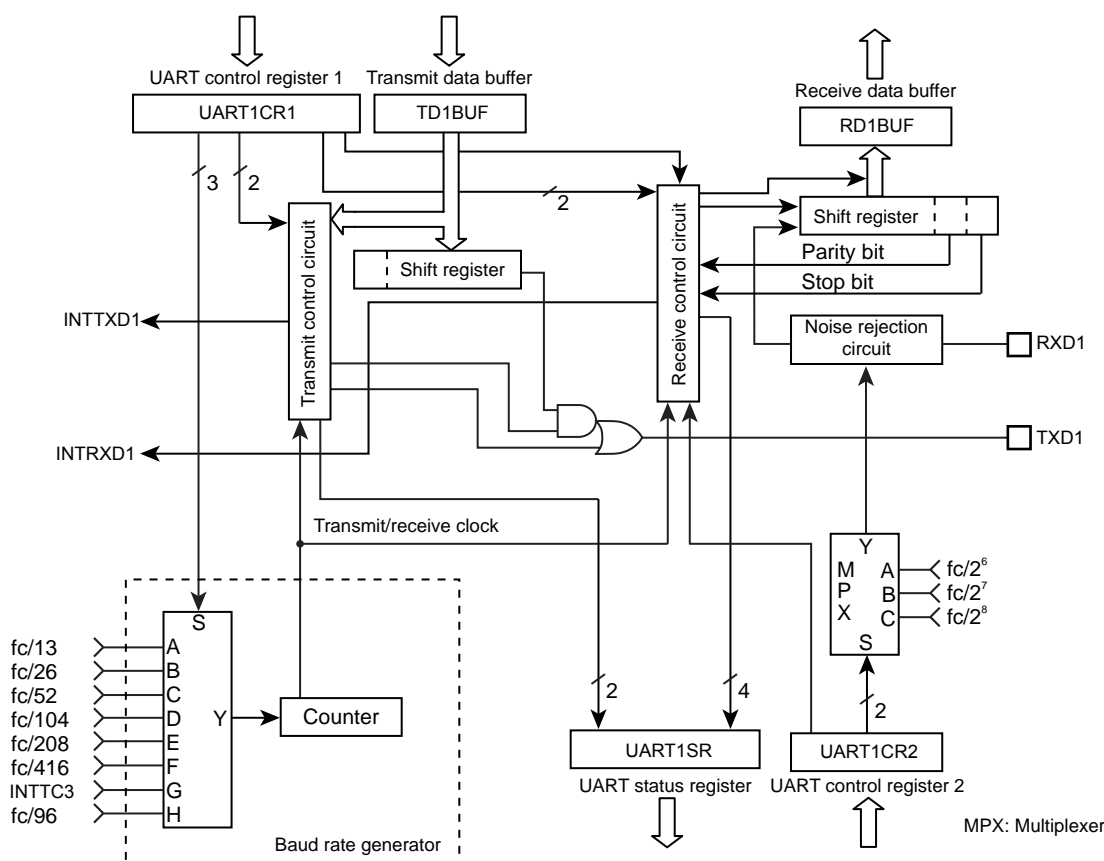 UART control register 1
Transmit data buffer
Receive data buffer
UART1CR1
TD1BUF
RD1BUF
3
2
2
Shift register
Parity bit
Stop bit
Transmit control circuit
Shift register
Receive control circuit
INTTXD1
Noise rejection
circuit
RXD1
INTRXD1
TXD1
Transmit/receive clock
Y
M
P
X
A
B
C
S
fc/2⁶
fc/2⁷
fc/2⁸
S
fc/13
A
fc/26
B
fc/52
C
fc/104
D
Y
Counter
fc/208
E
fc/416
F
INTTC3
G
fc/96
H
2
4
2
UART1SR
UART1CR2
UART status register
UART control register 2
Baud rate generator
MPX: Multiplexer